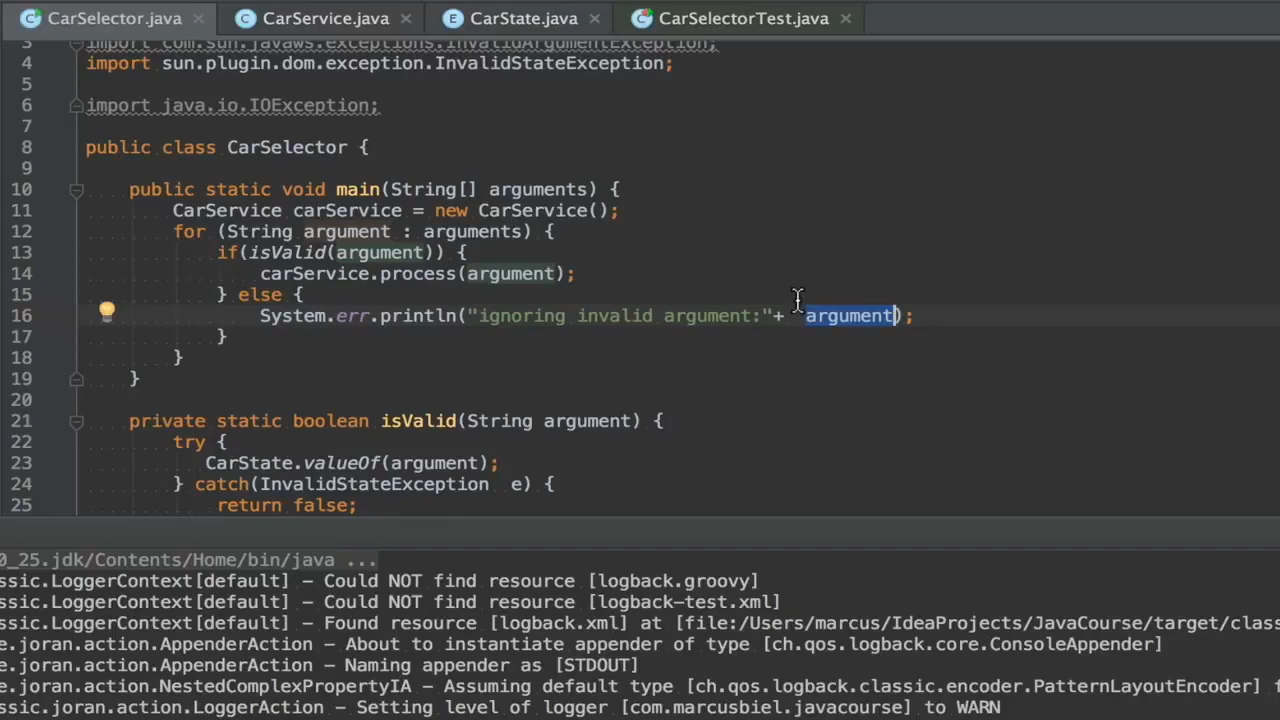 CarSelector.java × CarService.java × CarState.java × CarSelectorTest.java ×
3 import com.sun.javaws.exceptions.InvalidArgumentException;
4 import sun.plugin.dom.exception.InvalidStateException;
5
6 import java.io.IOException;
7
8 public class CarSelector {
9
10 public static void main(String[] arguments) {
11 CarService carService = new CarService();
12 for (String argument : arguments) {
13 if(isValid(argument)) {
14 carService.process(argument);
15 } else {
16 System.err.println("ignoring invalid argument:"+ argument);
17 }
18 }
19 }
20
21 private static boolean isValid(String argument) {
22 try {
23 CarState.valueOf(argument);
24 } catch(InvalidStateException e) {
25 return false;
0_25.jdk/Contents/Home/bin/java ...
ssic.LoggerContext[default] – Could NOT find resource [logback.groovy]
ssic.LoggerContext[default] – Could NOT find resource [logback-test.xml]
ssic.LoggerContext[default] – Found resource [logback.xml] at [file:/Users/marcus/IdeaProjects/JavaCourse/target/class
e.joran.action.AppenderAction – About to instantiate appender of type [ch.qos.logback.core.ConsoleAppender]
e.joran.action.AppenderAction – Naming appender as [STDOUT]
e.joran.action.NestedComplexPropertyIA – Assuming default type [ch.qos.logback.classic.encoder.PatternLayoutEncoder] f
ssic.joran.action.LoggerAction – Setting level of logger [com.marcusbiel.javacourse] to WARN